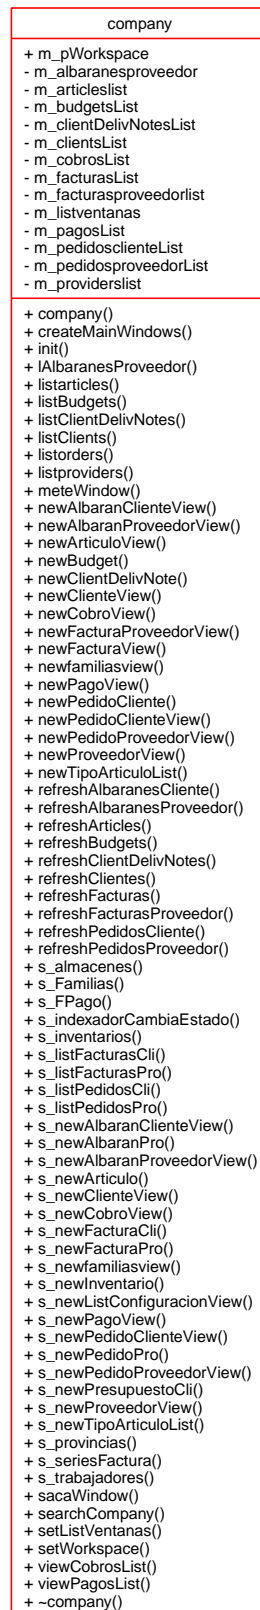 company
+ m_pWorkspace
- m_albaranesproveedor
- m_articleslist
- m_budgetsList
- m_clientDelivNotesList
- m_clientsList
- m_cobrosList
- m_facturasList
- m_facturasproveedorlist
- m_listventanas
- m_pagosList
- m_pedidosclienteList
- m_pedidosproveedorList
- m_providerslist
+ company()
+ createMainWindows()
+ init()
+ lAlbaranesProveedor()
+ listarticles()
+ listBudgets()
+ listClientDelivNotes()
+ listClients()
+ listorders()
+ listproviders()
+ meteWindow()
+ newAlbaranClienteView()
+ newAlbaranProveedorView()
+ newArticuloView()
+ newBudget()
+ newClientDelivNote()
+ newClienteView()
+ newCobroView()
+ newFacturaProveedorView()
+ newFacturaView()
+ newfamiliasview()
+ newPagoView()
+ newPedidoCliente()
+ newPedidoClienteView()
+ newPedidoProveedorView()
+ newProveedorView()
+ newTipoArticuloList()
+ refreshAlbaranesCliente()
+ refreshAlbaranesProveedor()
+ refreshArticles()
+ refreshBudgets()
+ refreshClientDelivNotes()
+ refreshClientes()
+ refreshFacturas()
+ refreshFacturasProveedor()
+ refreshPedidosCliente()
+ refreshPedidosProveedor()
+ s_almacenes()
+ s_Familias()
+ s_FPago()
+ s_indexadorCambiaEstado()
+ s_inventarios()
+ s_listFacturasCli()
+ s_listFacturasPro()
+ s_listPedidosCli()
+ s_listPedidosPro()
+ s_newAlbaranClienteView()
+ s_newAlbaranPro()
+ s_newAlbaranProveedorView()
+ s_newArticulo()
+ s_newClienteView()
+ s_newCobroView()
+ s_newFacturaCli()
+ s_newFacturaPro()
+ s_newfamiliasview()
+ s_newInventario()
+ s_newListConfiguracionView()
+ s_newPagoView()
+ s_newPedidoClienteView()
+ s_newPedidoPro()
+ s_newPedidoProveedorView()
+ s_newPresupuestoCli()
+ s_newProveedorView()
+ s_newTipoArticuloList()
+ s_provincias()
+ s_seriesFactura()
+ s_trabajadores()
+ sacaWindow()
+ searchCompany()
+ setListVentanas()
+ setWorkspace()
+ viewCobrosList()
+ viewPagosList()
+ ~company()